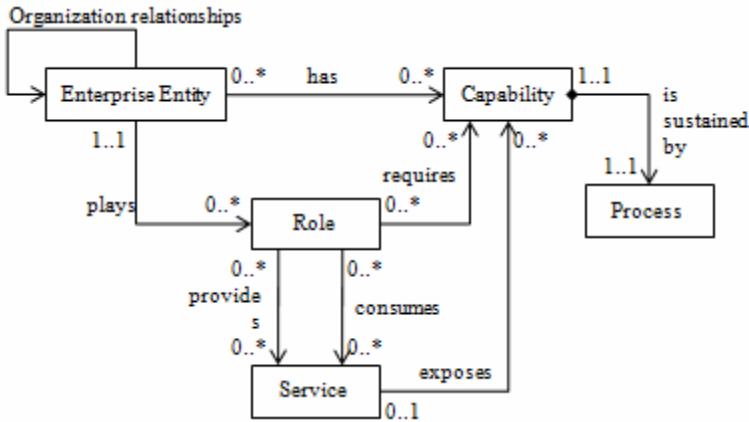 Organization relationships
Enterprise Entity
0..*
has
0..*
Capability
1..1
is
sustained
by
1..1
0..*
0..*
1..1
Process
requires
plays
0..*
Role
0..*
0..*
0..*
provide
s
consumes
0..*
0..*
Service
exposes
0..1